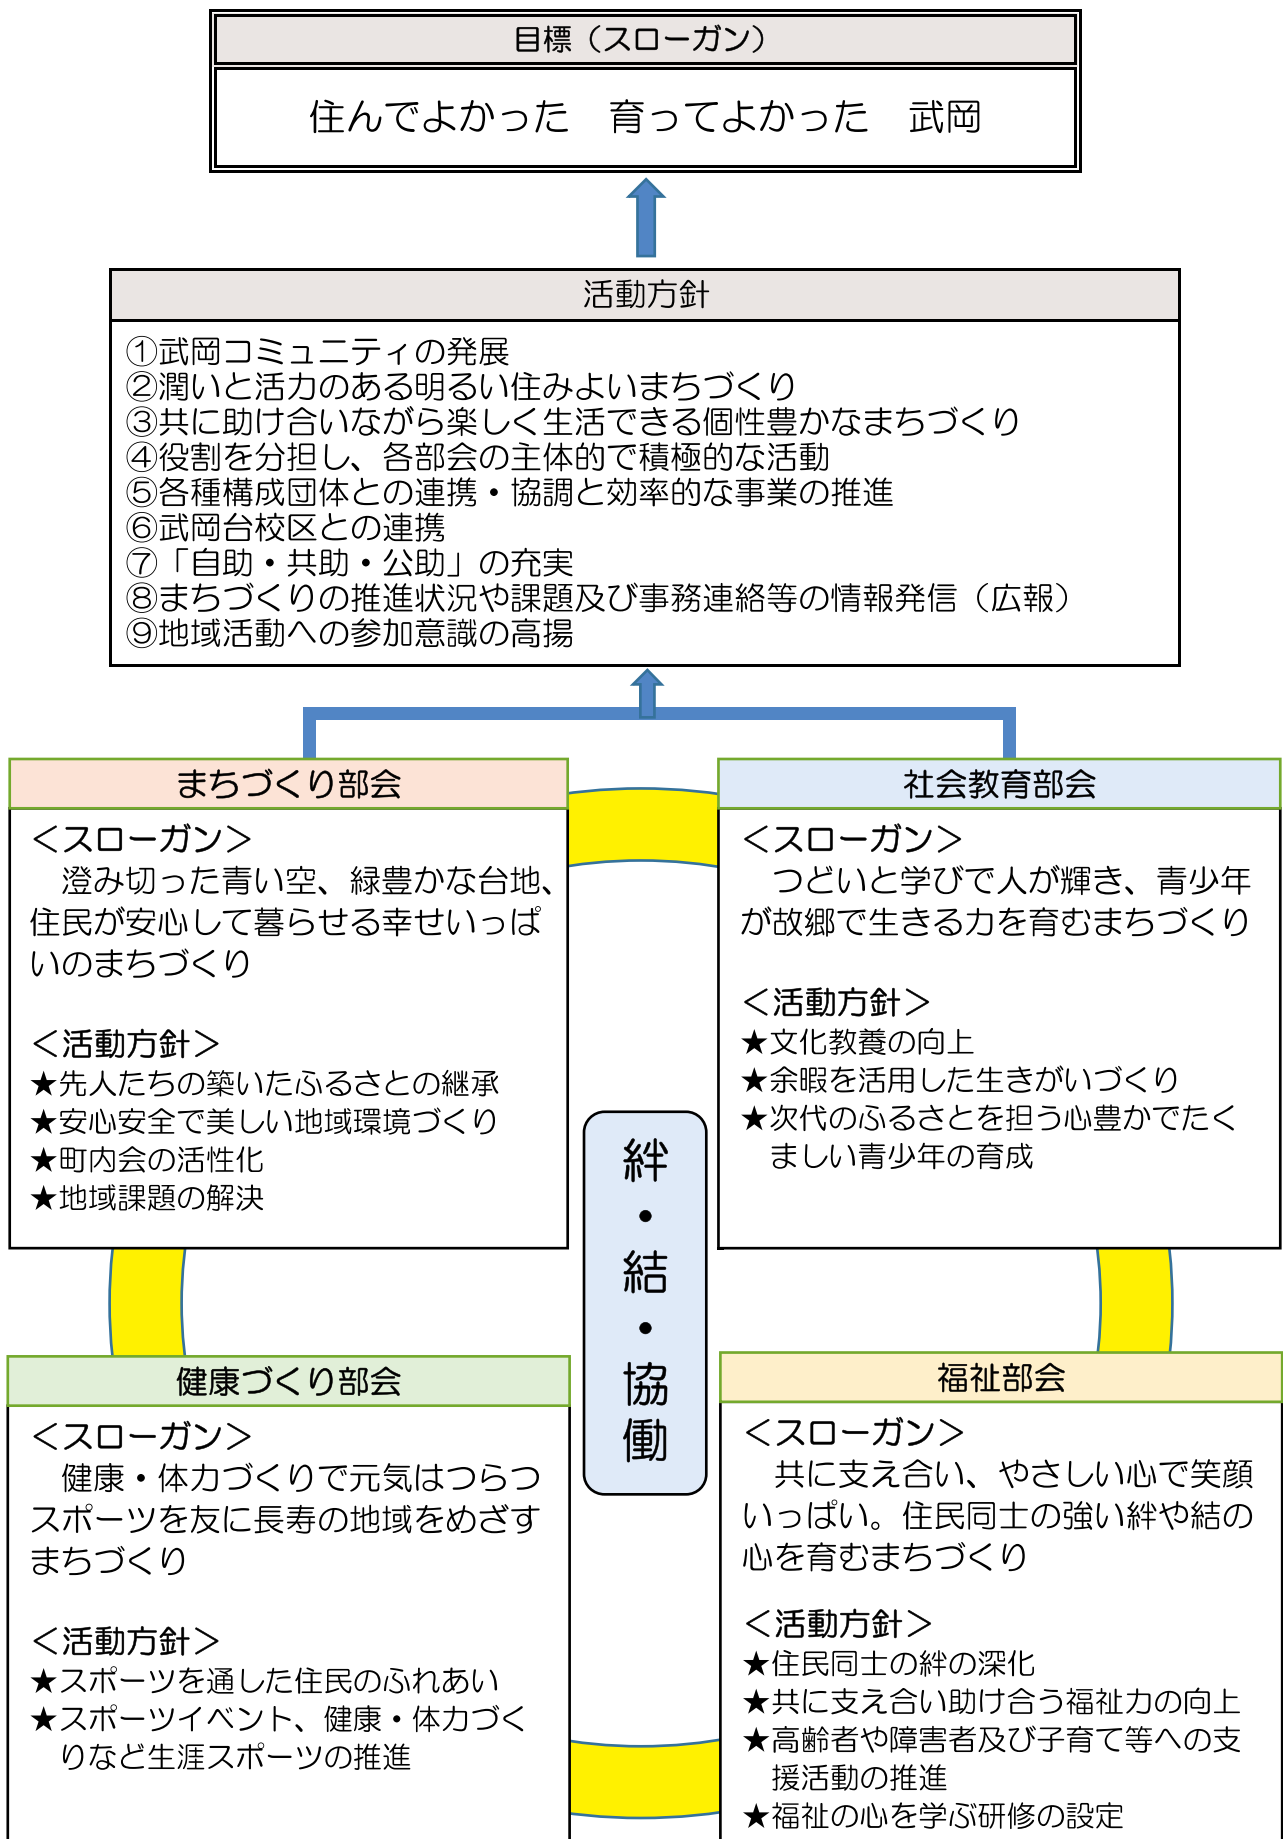 目標（スローガン）
住んでよかった　育ってよかった　武岡
活動方針
①武岡コミュニティの発展
②潤いと活力のある明るい住みよいまちづくり
③共に助け合いながら楽しく生活できる個性豊かなまちづくり
④役割を分担し、各部会の主体的で積極的な活動
⑤各種構成団体との連携・協調と効率的な事業の推進
⑥武岡台校区との連携
⑦「自助・共助・公助」の充実
⑧まちづくりの推進状況や課題及び事務連絡等の情報発信（広報）
⑨地域活動への参加意識の高揚
まちづくり部会
＜スローガン＞
　澄み切った青い空、緑豊かな台地、
住民が安心して暮らせる幸せいっぱ
いのまちづくり
＜活動方針＞
★先人たちの築いたふるさとの継承
★安心安全で美しい地域環境づくり
★町内会の活性化
★地域課題の解決
社会教育部会
＜スローガン＞
　つどいと学びで人が輝き、青少年
が故郷で生きる力を育むまちづくり
＜活動方針＞
★文化教養の向上
★余暇を活用した生きがいづくり
★次代のふるさとを担う心豊かでたく
　ましい青少年の育成
絆・結・協働
健康づくり部会
＜スローガン＞
　健康・体力づくりで元気はつらつ
スポーツを友に長寿の地域をめざす
まちづくり
＜活動方針＞
★スポーツを通した住民のふれあい
★スポーツイベント、健康・体力づく
　りなど生涯スポーツの推進
福祉部会
＜スローガン＞
　共に支え合い、やさしい心で笑顔
いっぱい。住民同士の強い絆や結の
心を育むまちづくり
＜活動方針＞
★住民同士の絆の深化
★共に支え合い助け合う福祉力の向上
★高齢者や障害者及び子育て等への支
　援活動の推進
★福祉の心を学ぶ研修の設定